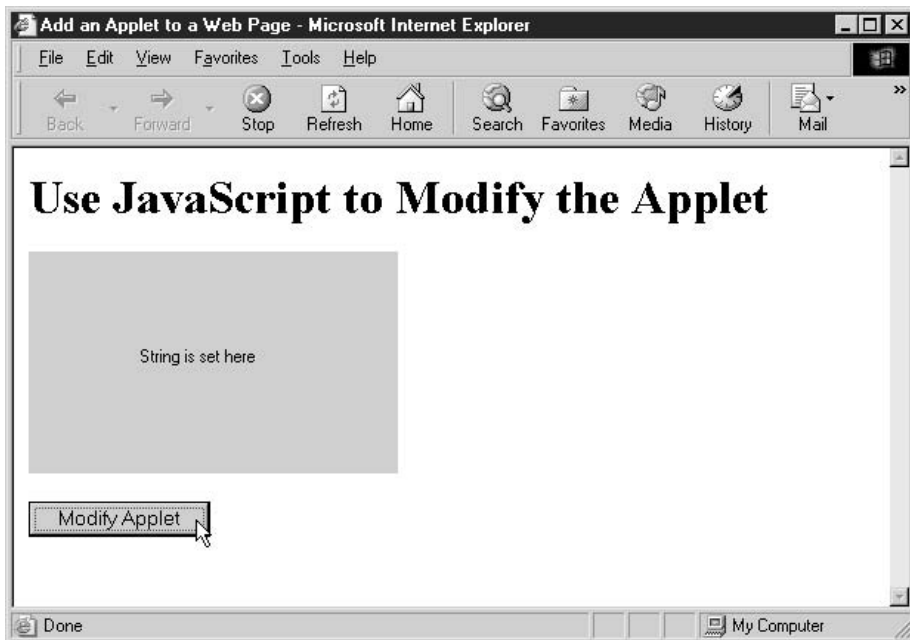 Add an Applet to a Web Page - Microsoft Internet Explorer
File Edit View Favorites Tools Help
Back Forward Stop Refresh Home Search Favorites Media History Mail »
Use JavaScript to Modify the Applet
String is set here
Modify Applet
Done My Computer